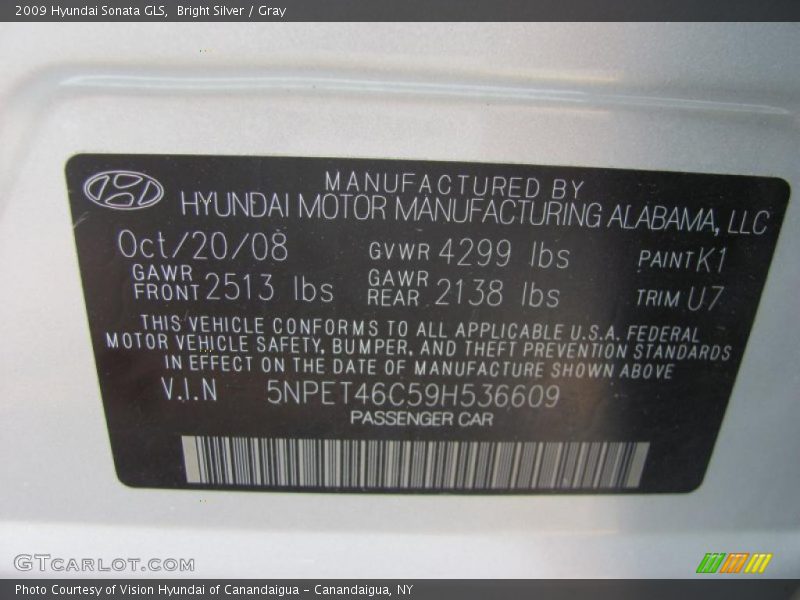 2009 Hyundai Sonata GLS, Bright Silver / Gray
MANUFACTURED BY
HYUNDAI MOTOR MANUFACTURING ALABAMA, LLC
Oct/20/08 GVWR 4299 lbs PAINT K1
GAWR FRONT 2513 lbs GAWR REAR 2138 lbs TRIM U7
THIS VEHICLE CONFORMS TO ALL APPLICABLE U.S.A. FEDERAL
MOTOR VEHICLE SAFETY, BUMPER, AND THEFT PREVENTION STANDARDS
IN EFFECT ON THE DATE OF MANUFACTURE SHOWN ABOVE
V.I.N 5NPET46C59H536609
PASSENGER CAR
GTCARLOT.COM
Photo Courtesy of Vision Hyundai of Canandaigua - Canandaigua, NY